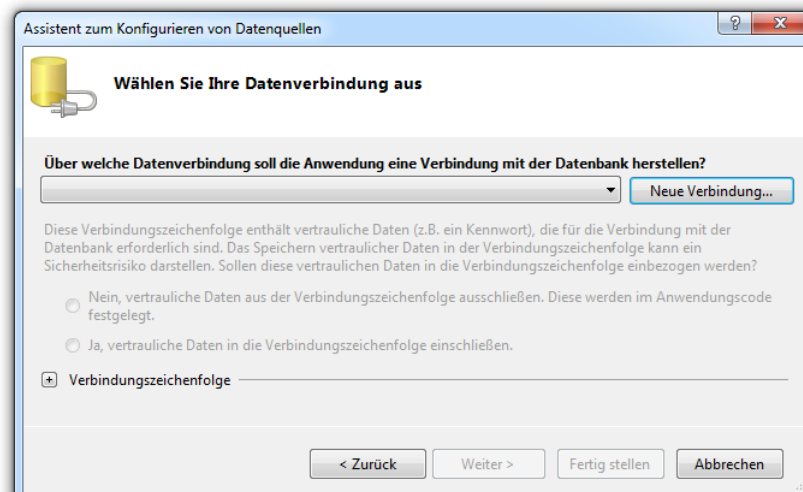 Assistent zum Konfigurieren von Datenquellen
Wählen Sie Ihre Datenverbindung aus
Über welche Datenverbindung soll die Anwendung eine Verbindung mit der Datenbank herstellen?
Neue Verbindung...
Diese Verbindungszeichenfolge enthält vertrauliche Daten (z.B. ein Kennwort), die für die Verbindung mit der
Datenbank erforderlich sind. Das Speichern vertraulicher Daten in der Verbindungszeichenfolge kann ein
Sicherheitsrisiko darstellen. Sollen diese vertraulichen Daten in die Verbindungszeichenfolge einbezogen werden?
Nein, vertrauliche Daten aus der Verbindungszeichenfolge ausschließen. Diese werden im Anwendungscode
festgelegt.
Ja, vertrauliche Daten in die Verbindungszeichenfolge einschließen.
Verbindungszeichenfolge
< Zurück
Weiter >
Fertig stellen
Abbrechen